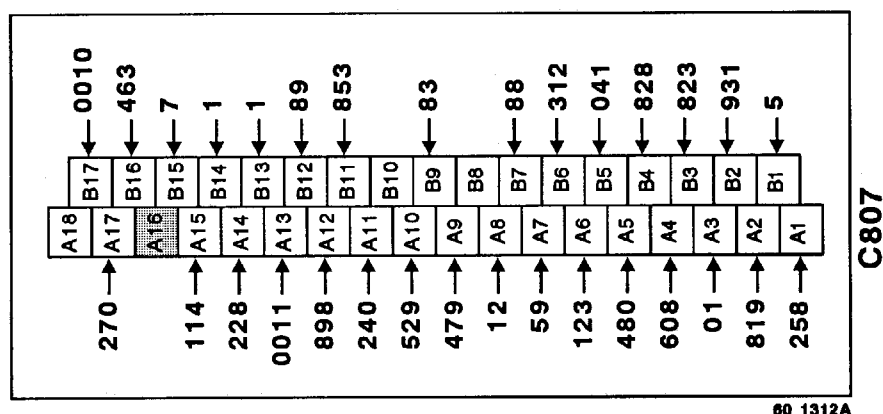 0010 463 7 1 1 89 853 83 88 312 041 828 823 931 5
B17 B16 B15 B14 B13 B12 B11 B10 B9 B8 B7 B6 B5 B4 B3 B2 B1
A18 A17 A16 A15 A14 A13 A12 A11 A10 A9 A8 A7 A6 A5 A4 A3 A2 A1
270 114 228 0011 898 240 529 479 12 59 123 480 608 01 819 258
C807
60 1312A